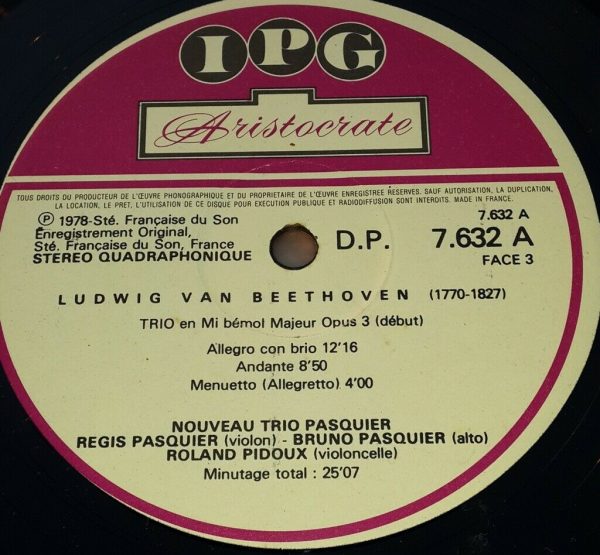 IPG
Aristocrate
TOUS DROITS DU PRODUCTEUR DE L'ŒUVRE PHONOGRAPHIQUE ET DU PROPRIETAIRE DE L'ŒUVRE ENREGISTREE RESERVES. SAUF AUTORISATION, LA DUPLICATION,
LA LOCATION, LE PRET, L'UTILISATION DE CE DISQUE POUR EXECUTION PUBLIQUE ET RADIODIFFUSION SONT INTERDITS. MADE IN FRANCE.
Ⓟ 1978-Sté. Française du Son
Enregistrement Original,
Sté. Française du Son, France
STEREO QUADRAPHONIQUE
7.632 A
D.P. 7.632 A
FACE 3
LUDWIG VAN BEETHOVEN (1770-1827)
TRIO en Mi bémol Majeur Opus 3 (début)
Allegro con brio 12'16
Andante 8'50
Menuetto (Allegretto) 4'00
NOUVEAU TRIO PASQUIER
REGIS PASQUIER (violon) - BRUNO PASQUIER (alto)
ROLAND PIDOUX (violoncelle)
Minutage total : 25'07